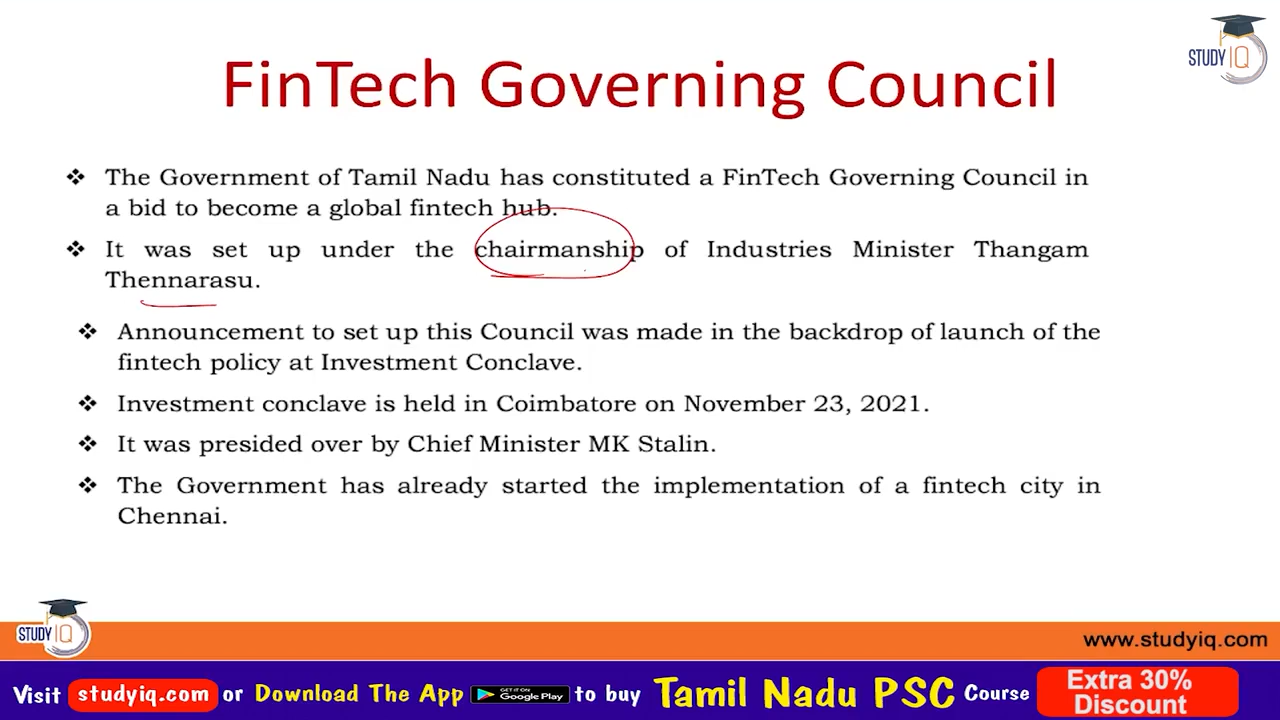 STUDY IQ
FinTech Governing Council
❖ The Government of Tamil Nadu has constituted a FinTech Governing Council in
a bid to become a global fintech hub.
❖ It was set up under the chairmanship of Industries Minister Thangam
Thennarasu.
❖ Announcement to set up this Council was made in the backdrop of launch of the
fintech policy at Investment Conclave.
❖ Investment conclave is held in Coimbatore on November 23, 2021.
❖ It was presided over by Chief Minister MK Stalin.
❖ The Government has already started the implementation of a fintech city in
Chennai.
STUDY IQ
www.studyiq.com
Visit studyiq.com or Download The App GET IT ON Google Play to buy Tamil Nadu PSC Course Extra 30%
Discount